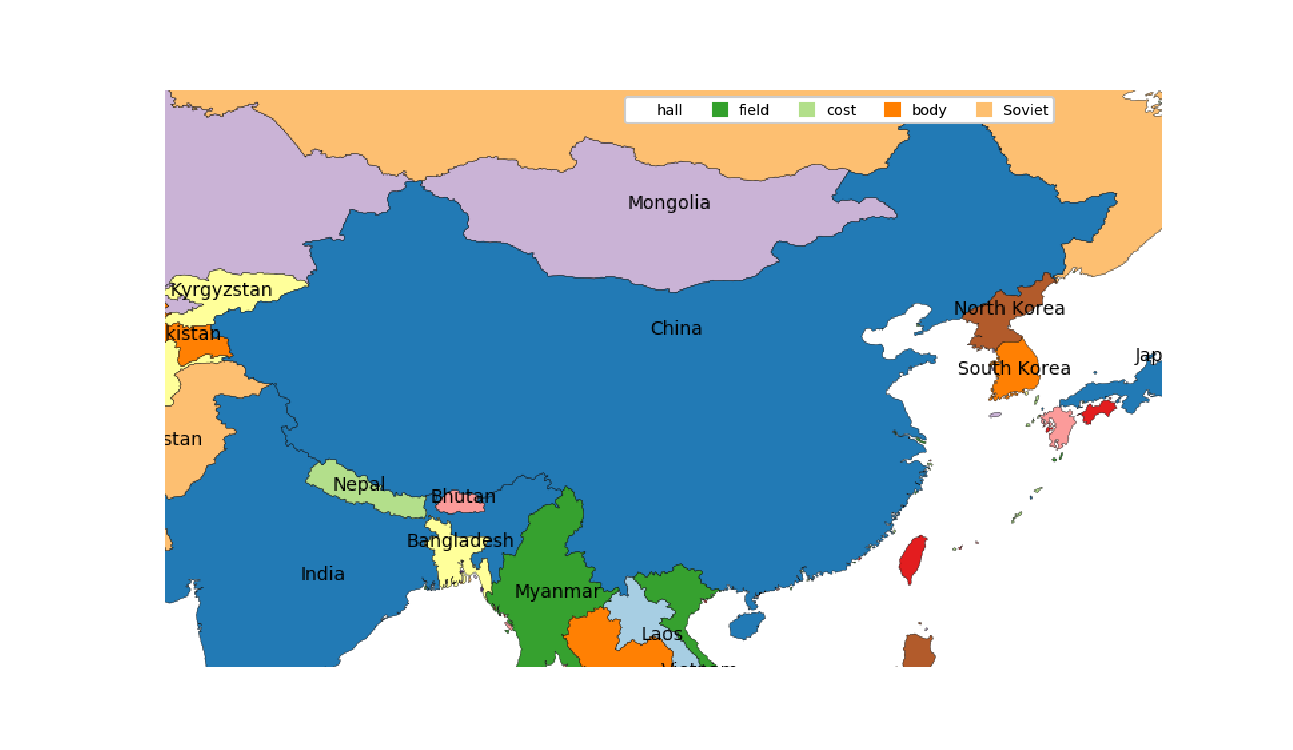 hall field cost body Soviet
Mongolia
Kyrgyzstan
North Korea
China
kistan
Jap
South Korea
stan
Nepal
Bhutan
Bangladesh
India
Myanmar
Laos
Vietnam